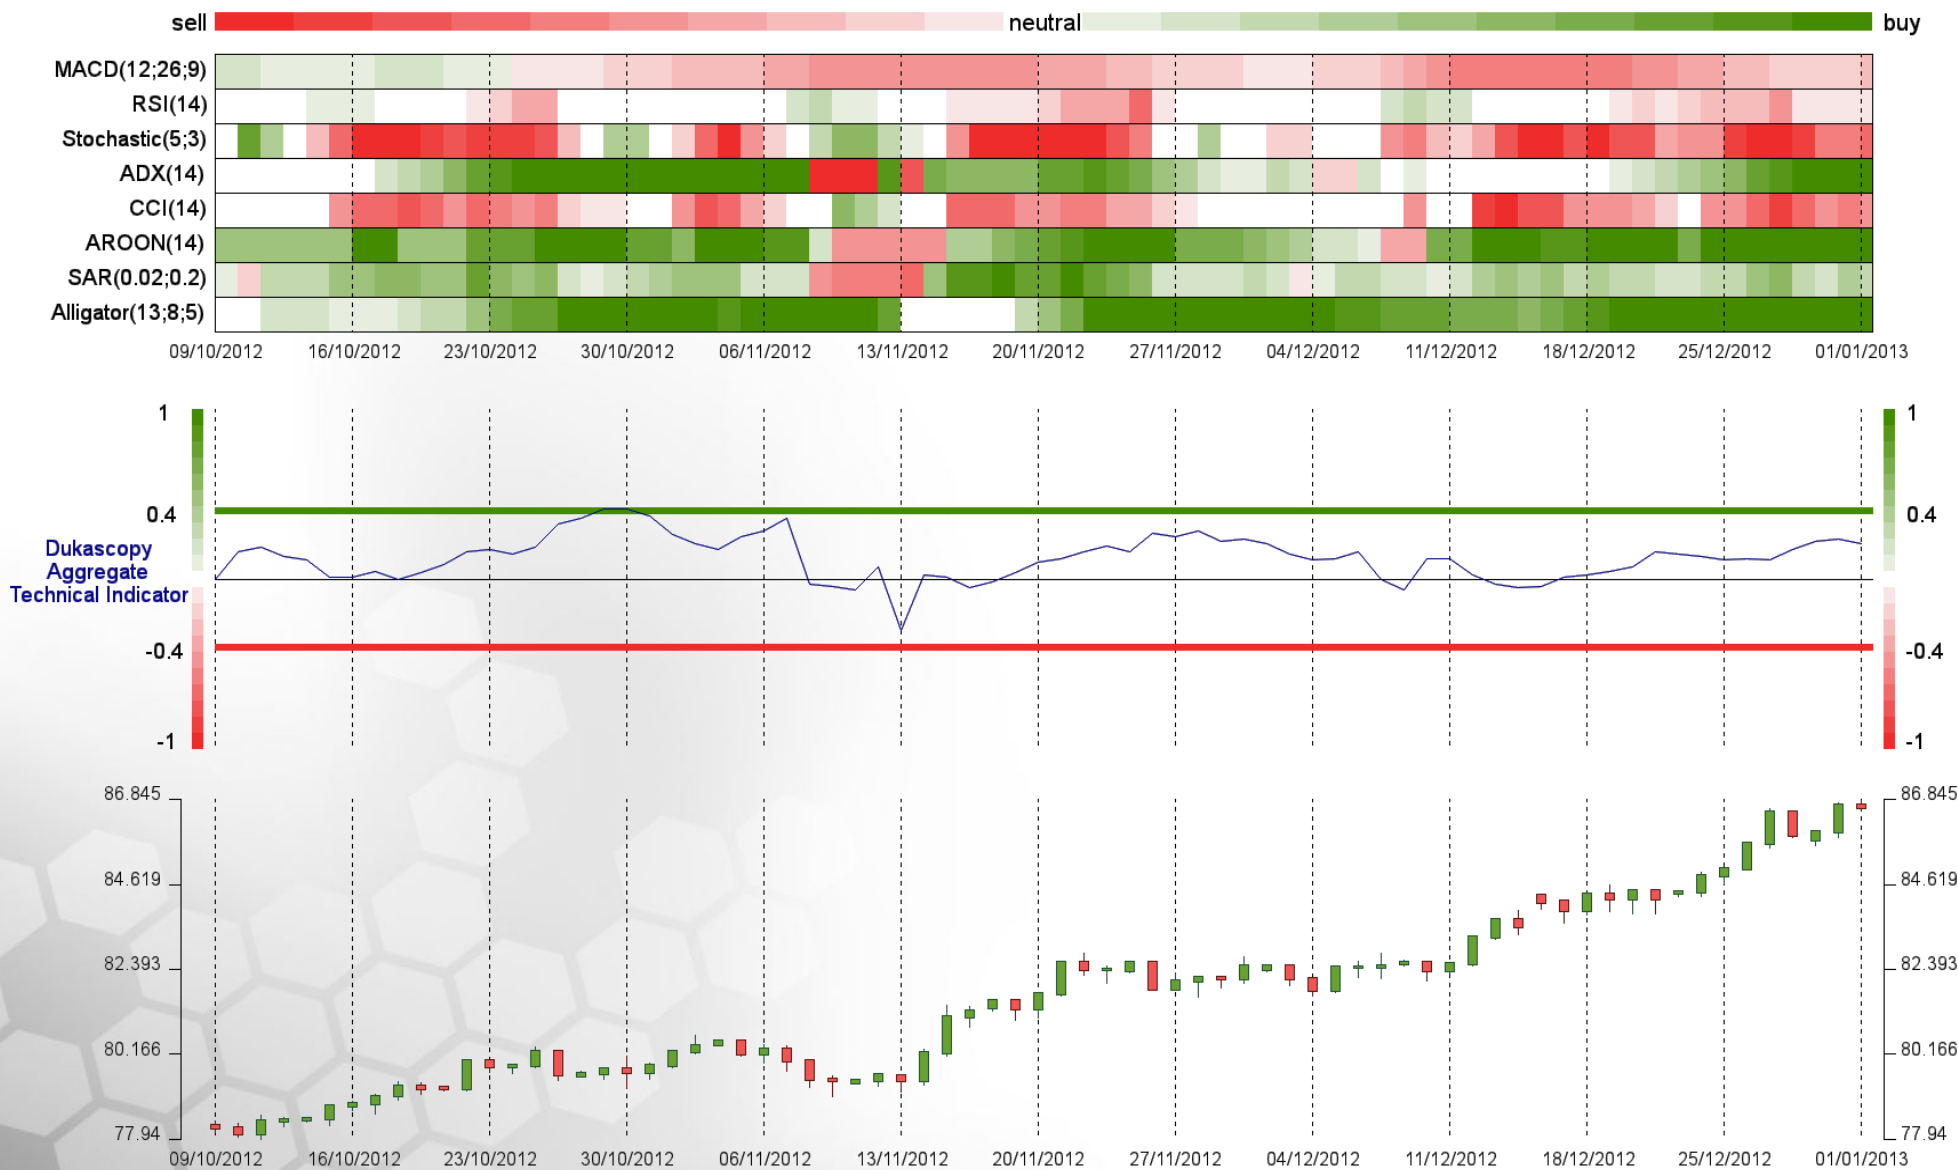 sell neutral buy
MACD(12;26;9)
RSI(14)
Stochastic(5;3)
ADX(14)
CCI(14)
AROON(14)
SAR(0.02;0.2)
Alligator(13;8;5)
09/10/2012 16/10/2012 23/10/2012 30/10/2012 06/11/2012 13/11/2012 20/11/2012 27/11/2012 04/12/2012 11/12/2012 18/12/2012 25/12/2012 01/01/2013
1 1
0.4 0.4
Dukascopy
Aggregate
Technical Indicator
-0.4 -0.4
-1 -1
86.845 86.845
84.619 84.619
82.393 82.393
80.166 80.166
77.94 77.94
09/10/2012 16/10/2012 23/10/2012 30/10/2012 06/11/2012 13/11/2012 20/11/2012 27/11/2012 04/12/2012 11/12/2012 18/12/2012 25/12/2012 01/01/2013